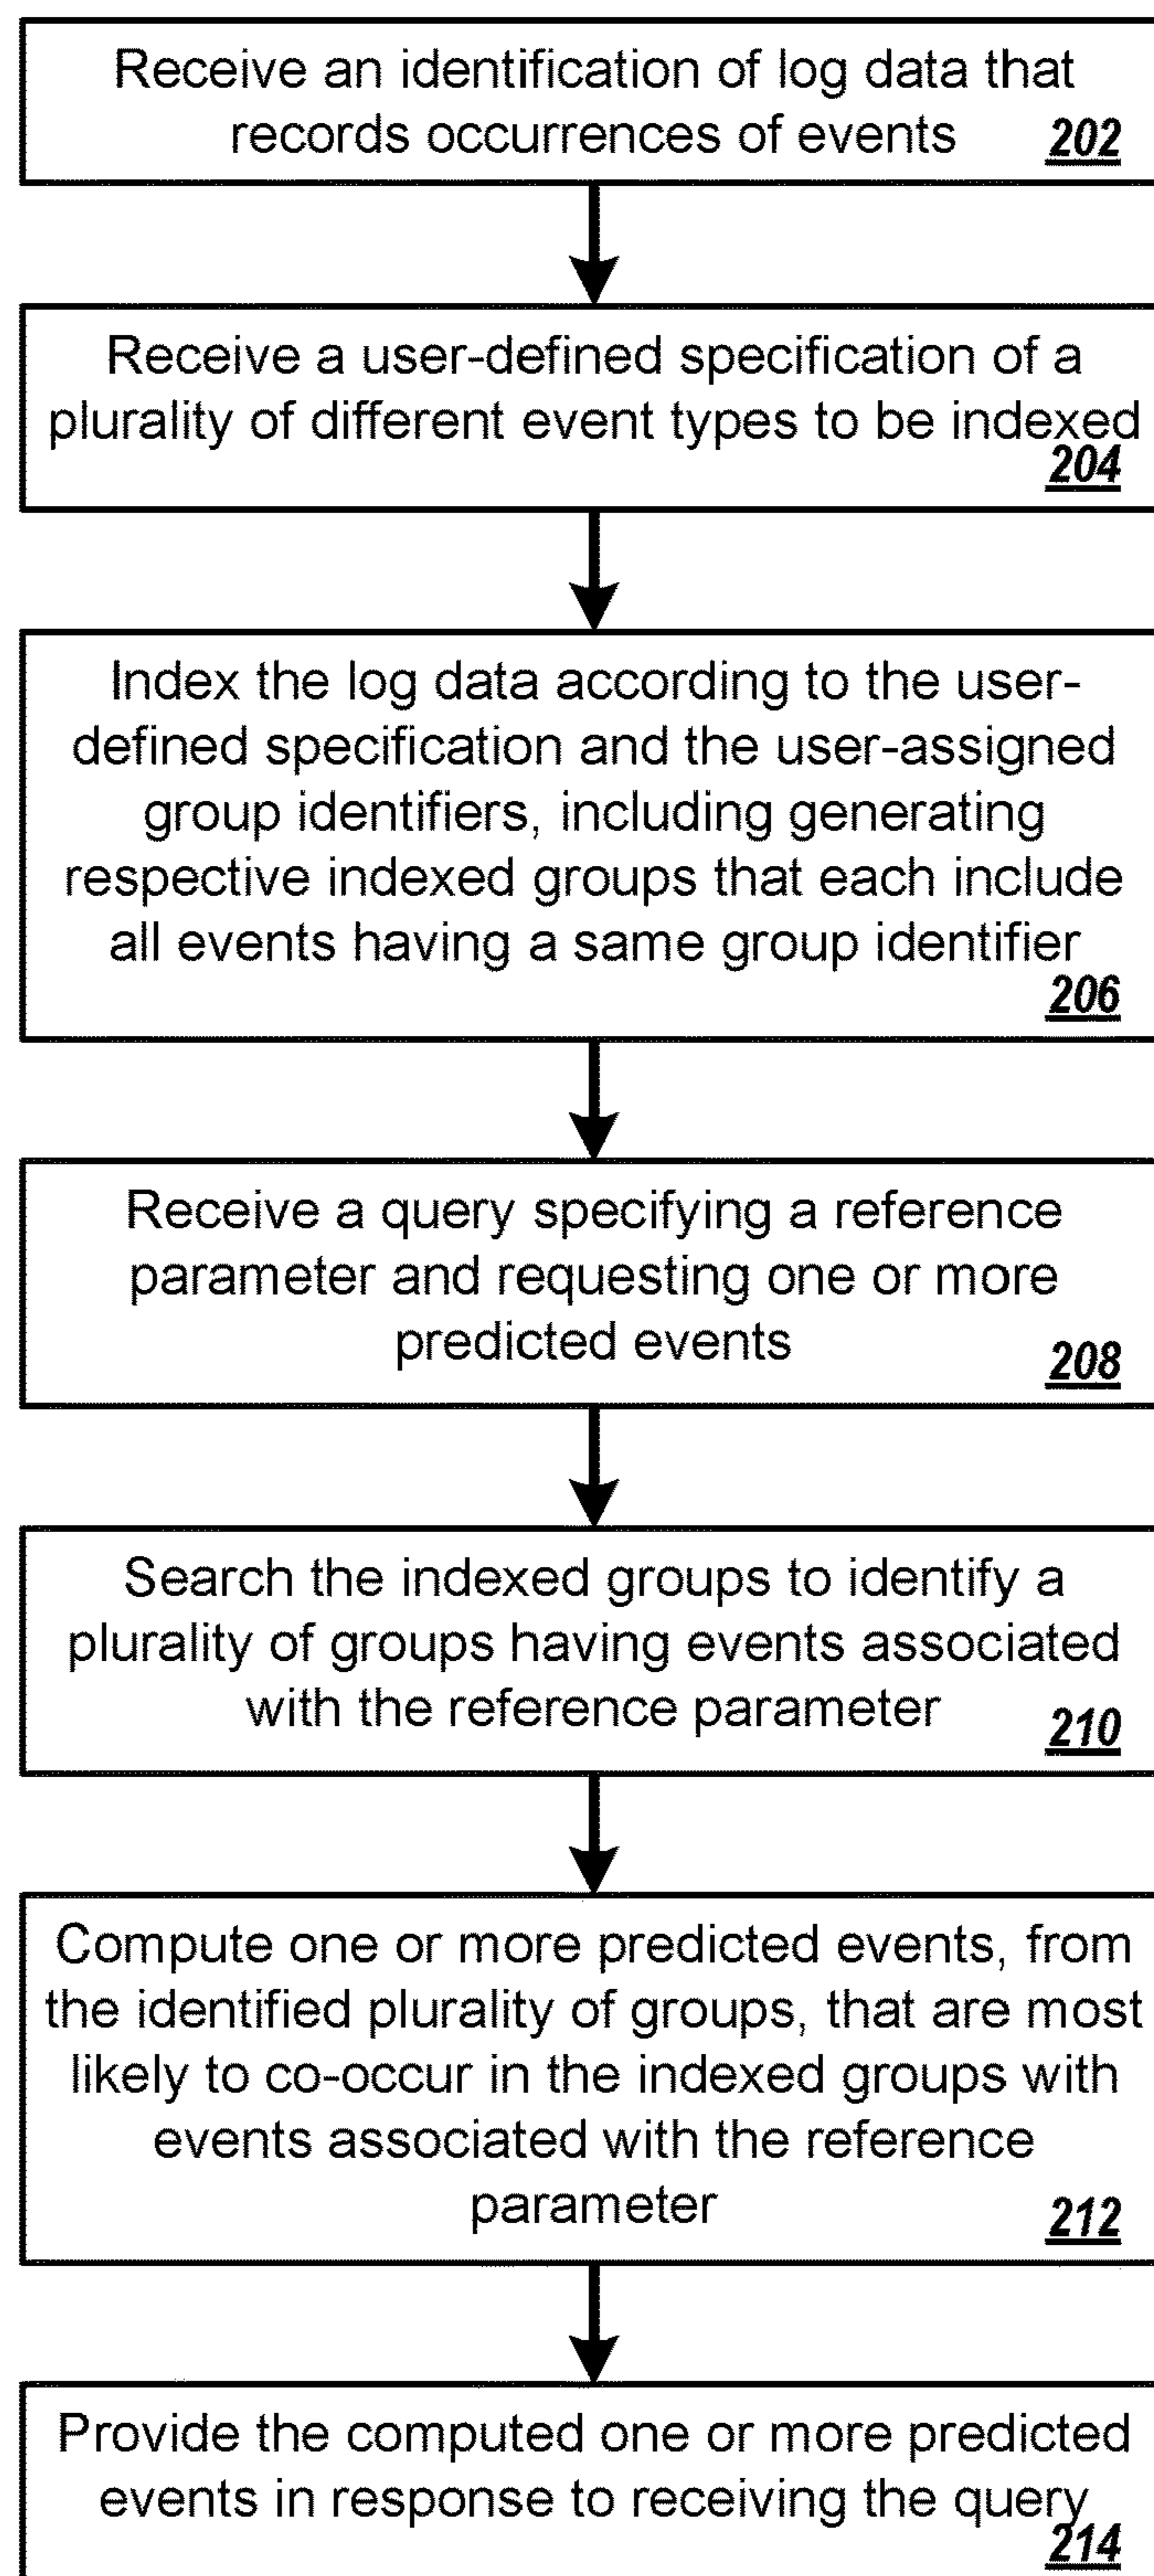 Receive an identification of log data that
records occurrences of events 202
Receive a user-defined specification of a
plurality of different event types to be indexed
204
Index the log data according to the user-
defined specification and the user-assigned
group identifiers, including generating
respective indexed groups that each include
all events having a same group identifier
206
Receive a query specifying a reference
parameter and requesting one or more
predicted events 208
Search the indexed groups to identify a
plurality of groups having events associated
with the reference parameter 210
Compute one or more predicted events, from
the identified plurality of groups, that are most
likely to co-occur in the indexed groups with
events associated with the reference
parameter 212
Provide the computed one or more predicted
events in response to receiving the query
214